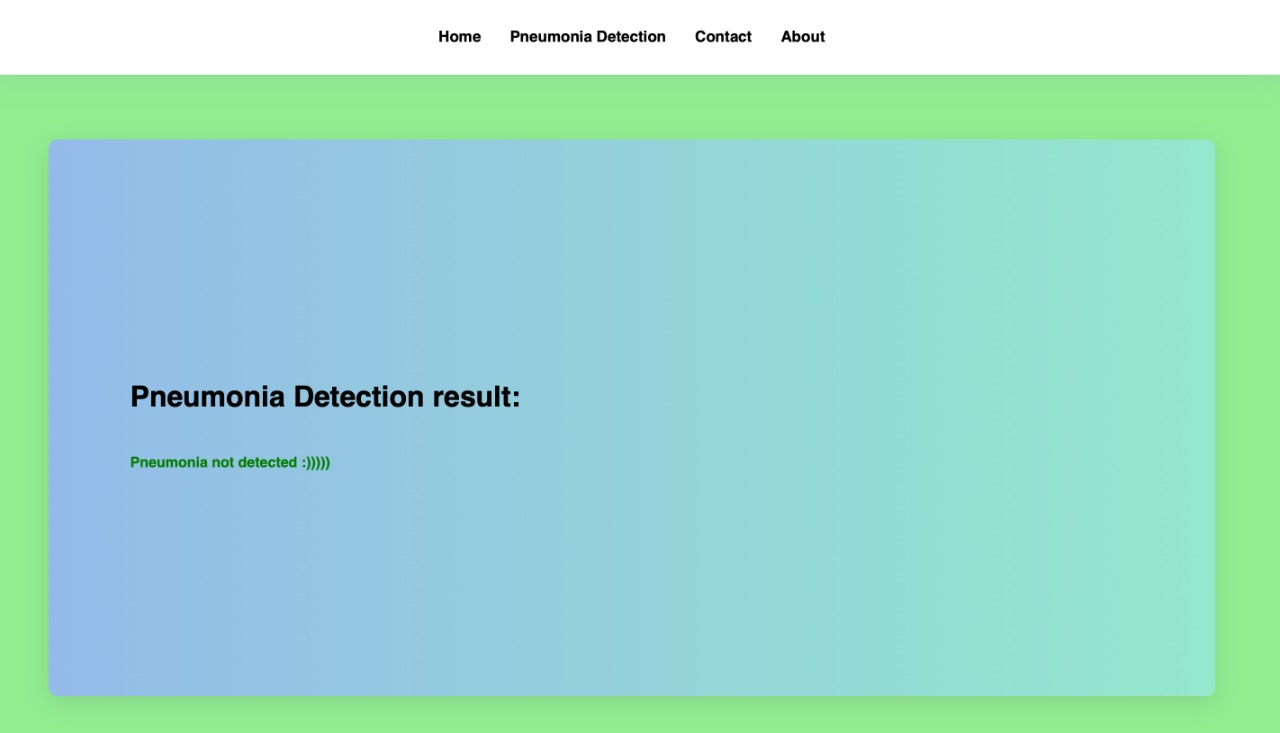 Home Pneumonia Detection Contact About
Pneumonia Detection result:
Pneumonia not detected :)))))